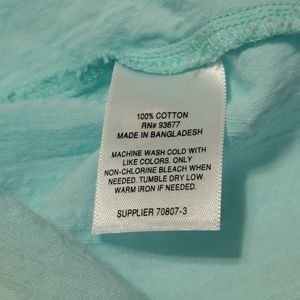 100% COTTON
RN# 93677
MADE IN BANGLADESH
MACHINE WASH COLD WITH
LIKE COLORS. ONLY
NON-CHLORINE BLEACH WHEN
NEEDED. TUMBLE DRY LOW.
WARM IRON IF NEEDED.
SUPPLIER 70807-3